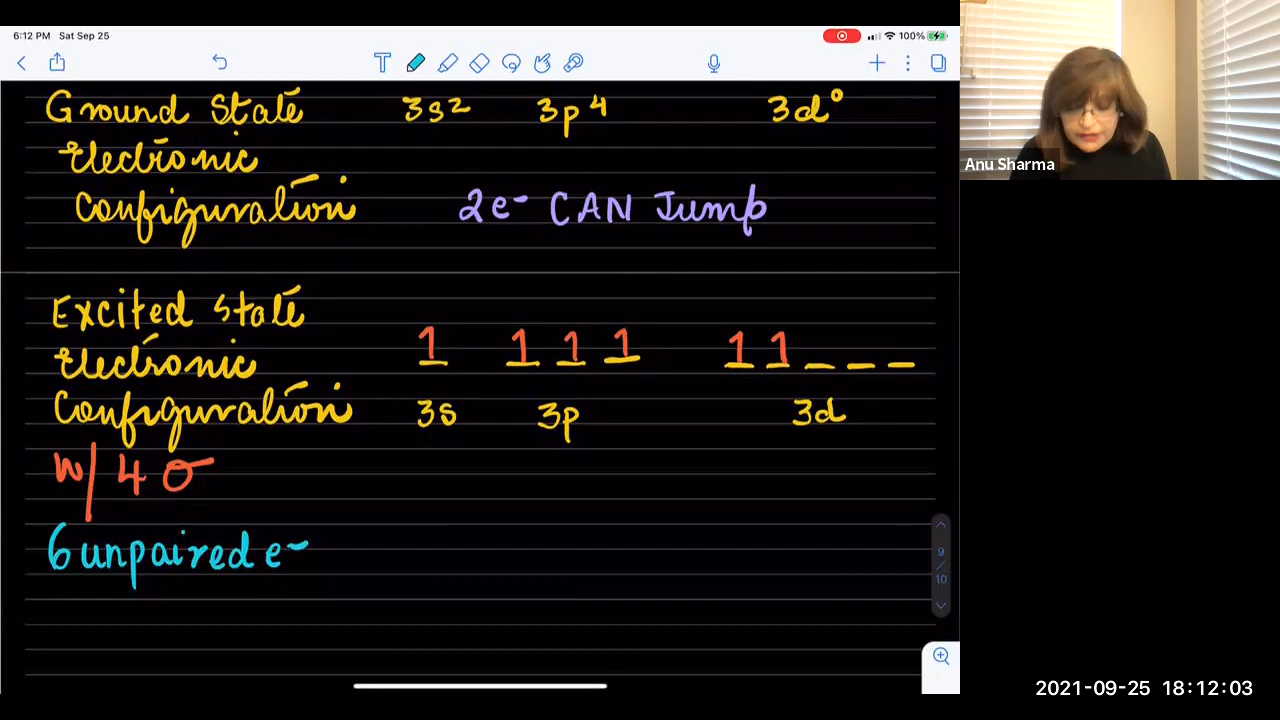 6:12 PM Sat Sep 25
100%
Ground State 3s² 3p⁴ 3d⁰
Electronic
Configuration 2e⁻ CAN Jump
Excited State
Electronic 1 1 1 1 1 1 _ _ _
Configuration 3s 3p 3d
w/ 4 σ
6 unpaired e⁻
9
/
10
Anu Sharma
2021-09-25 18:12:03